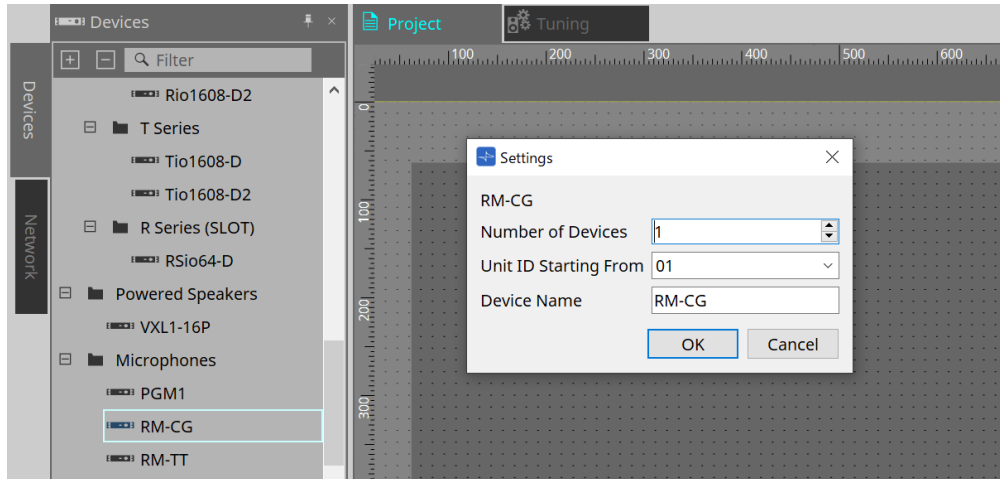 Devices
Filter
Rio1608-D2
T Series
Tio1608-D
Tio1608-D2
R Series (SLOT)
RSio64-D
Powered Speakers
VXL1-16P
Microphones
PGM1
RM-CG
RM-TT
Devices
Network
Project
Tuning
100 200 300 400 500 600
0
100
200
300
Settings
RM-CG
Number of Devices 1
Unit ID Starting From 01
Device Name RM-CG
OK Cancel